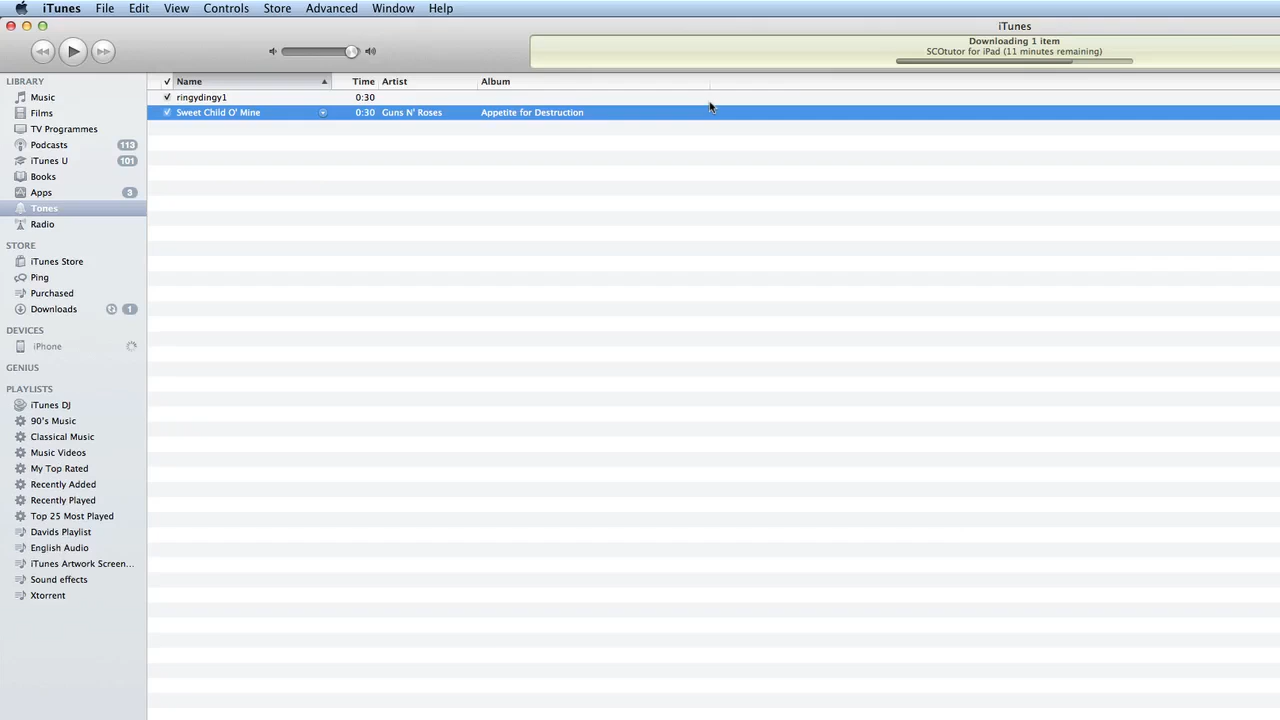 iTunes File Edit View Controls Store Advanced Window Help
iTunes
Downloading 1 item
SCOtutor for iPad (11 minutes remaining)
LIBRARY
Music
Films
TV Programmes
Podcasts 113
iTunes U 101
Books
Apps 3
Tones
Radio
STORE
iTunes Store
Ping
Purchased
Downloads 1
DEVICES
iPhone
GENIUS
PLAYLISTS
iTunes DJ
90's Music
Classical Music
Music Videos
My Top Rated
Recently Added
Recently Played
Top 25 Most Played
Davids Playlist
English Audio
iTunes Artwork Screen...
Sound effects
Xtorrent
Name Time Artist Album
ringydingy1 0:30
Sweet Child O' Mine 0:30 Guns N' Roses Appetite for Destruction